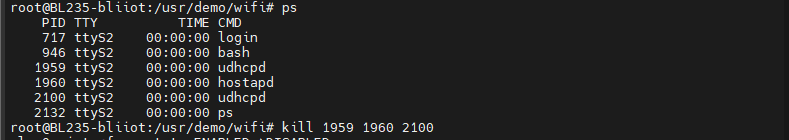 root@BL235-bliiot:/usr/demo/wifi# ps
PID TTY TIME CMD
717 ttyS2 00:00:00 login
946 ttyS2 00:00:00 bash
1959 ttyS2 00:00:00 udhcpd
1960 ttyS2 00:00:00 hostapd
2100 ttyS2 00:00:00 udhcpd
2132 ttyS2 00:00:00 ps
root@BL235-bliiot:/usr/demo/wifi# kill 1959 1960 2100